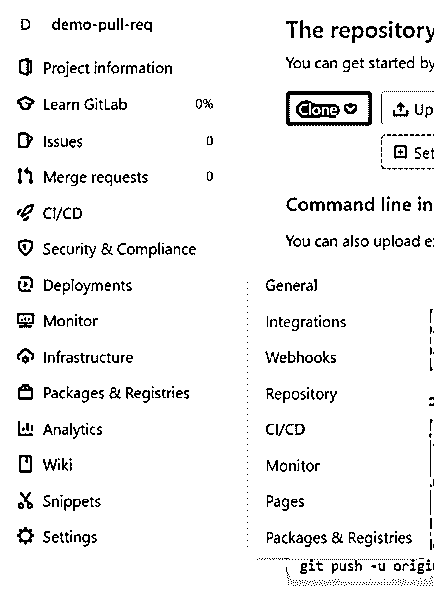 D demo-pull-req
Project information
Learn GitLab 0%
Issues 0
Merge requests 0
CI/CD
Security & Compliance
Deployments
Monitor
Infrastructure
Packages & Registries
Analytics
Wiki
Snippets
Settings
The repository
You can get started by
Clone
Up
Set
Command line in
You can also upload e
General
Integrations
Webhooks
Repository
CI/CD
Monitor
Pages
Packages & Registries
git push -u origi